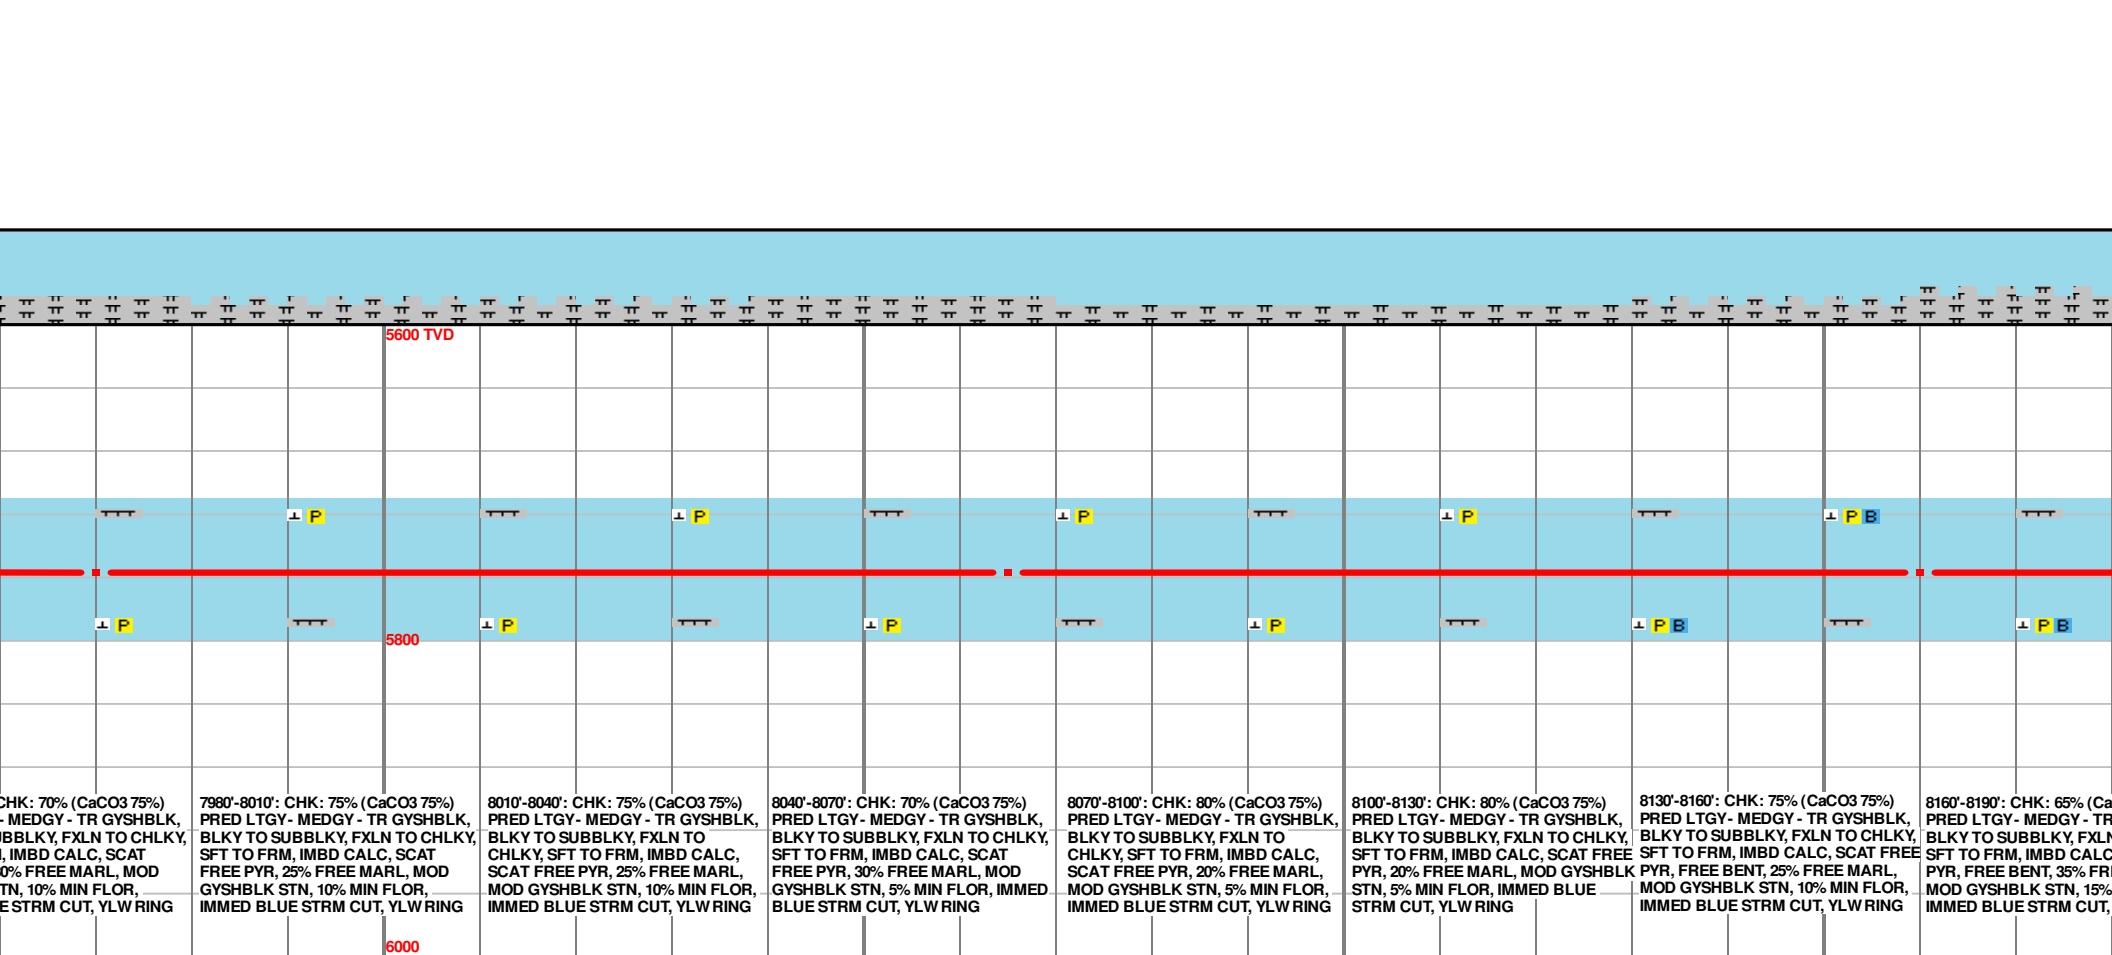 5600 TVD
P
P
P
P
P B
5800
P
P
P
P
P B
P B
CHK: 70% (CaCO3 75%)
- MEDGY - TR GYSHBLK,
JBBLKY, FXLN TO CHLKY,
, IMBD CALC, SCAT
0% FREE MARL, MOD
TN, 10% MIN FLOR,
E STRM CUT, YLW RING
7980'-8010': CHK: 75% (CaCO3 75%)
PRED LTGY - MEDGY - TR GYSHBLK,
BLKY TO SUBBLKY, FXLN TO CHLKY,
SFT TO FRM, IMBD CALC, SCAT
FREE PYR, 25% FREE MARL, MOD
GYSHBLK STN, 10% MIN FLOR,
IMMED BLUE STRM CUT, YLW RING
8010'-8040': CHK: 75% (CaCO3 75%)
PRED LTGY - MEDGY - TR GYSHBLK,
BLKY TO SUBBLKY, FXLN TO
CHLKY, SFT TO FRM, IMBD CALC,
SCAT FREE PYR, 25% FREE MARL,
MOD GYSHBLK STN, 10% MIN FLOR,
IMMED BLUE STRM CUT, YLW RING
8040'-8070': CHK: 70% (CaCO3 75%)
PRED LTGY - MEDGY - TR GYSHBLK,
BLKY TO SUBBLKY, FXLN TO CHLKY,
SFT TO FRM, IMBD CALC, SCAT
FREE PYR, 30% FREE MARL, MOD
GYSHBLK STN, 5% MIN FLOR, IMMED
BLUE STRM CUT, YLW RING
8070'-8100': CHK: 80% (CaCO3 75%)
PRED LTGY - MEDGY - TR GYSHBLK,
BLKY TO SUBBLKY, FXLN TO
CHLKY, SFT TO FRM, IMBD CALC,
SCAT FREE PYR, 20% FREE MARL,
MOD GYSHBLK STN, 5% MIN FLOR,
IMMED BLUE STRM CUT, YLW RING
8100'-8130': CHK: 80% (CaCO3 75%)
PRED LTGY - MEDGY - TR GYSHBLK,
BLKY TO SUBBLKY, FXLN TO CHLKY,
SFT TO FRM, IMBD CALC, SCAT FREE
PYR, 20% FREE MARL, MOD GYSHBLK
STN, 5% MIN FLOR, IMMED BLUE
STRM CUT, YLW RING
8130'-8160': CHK: 75% (CaCO3 75%)
PRED LTGY - MEDGY - TR GYSHBLK,
BLKY TO SUBBLKY, FXLN TO CHLKY,
SFT TO FRM, IMBD CALC, SCAT FREE
PYR, FREE BENT, 25% FREE MARL,
MOD GYSHBLK STN, 10% MIN FLOR,
IMMED BLUE STRM CUT, YLW RING
8160'-8190': CHK: 65% (Ca
PRED LTGY - MEDGY - TR
BLKY TO SUBBLKY, FXLN
SFT TO FRM, IMBD CALC
PYR, FREE BENT, 35% FR
MOD GYSHBLK STN, 15%
IMMED BLUE STRM CUT,
6000